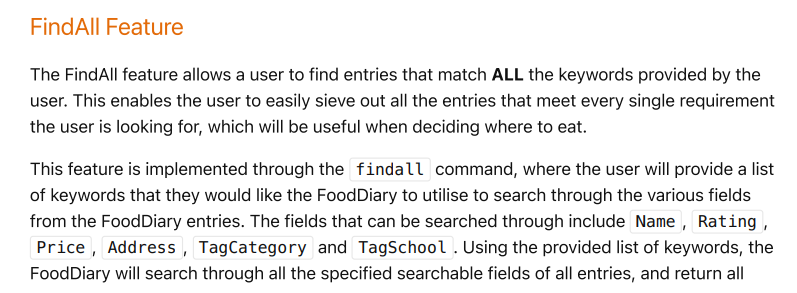 FindAll Feature
The FindAll feature allows a user to find entries that match ALL the keywords provided by the
user. This enables the user to easily sieve out all the entries that meet every single requirement
the user is looking for, which will be useful when deciding where to eat.
This feature is implemented through the findall command, where the user will provide a list
of keywords that they would like the FoodDiary to utilise to search through the various fields
from the FoodDiary entries. The fields that can be searched through include Name, Rating,
Price, Address, TagCategory and TagSchool. Using the provided list of keywords, the
FoodDiary will search through all the specified searchable fields of all entries, and return all